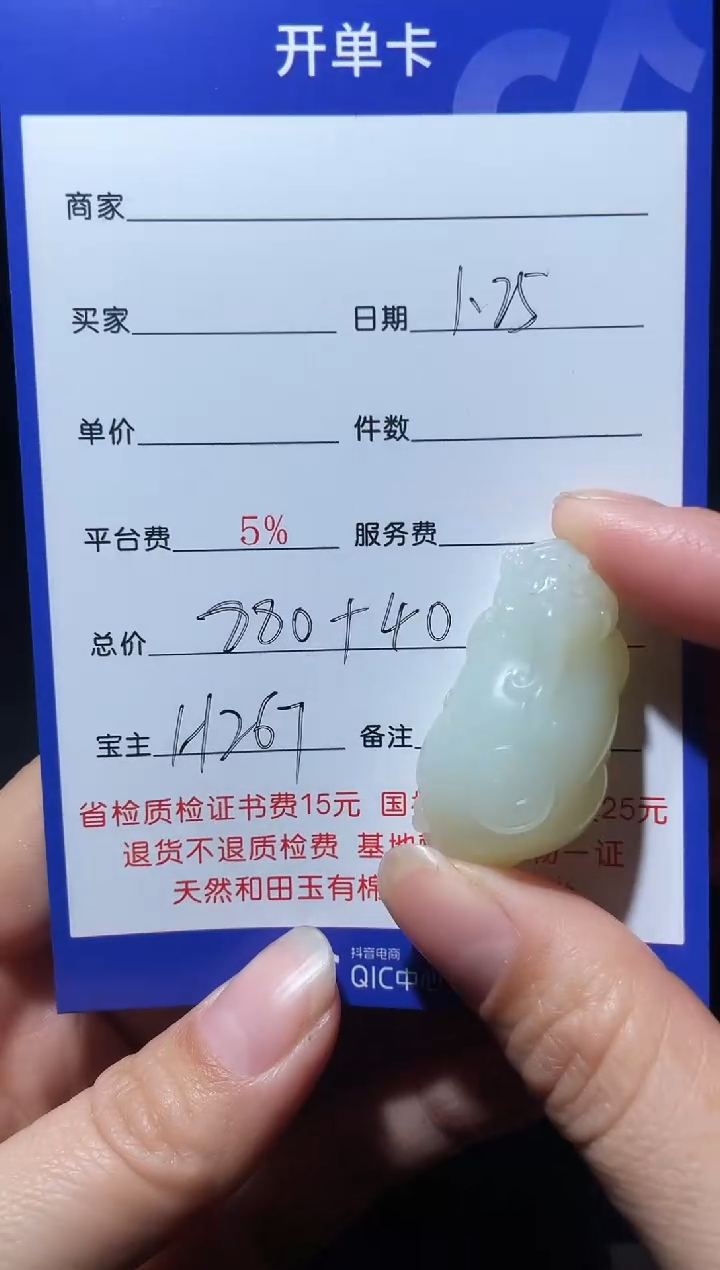 开单卡
商家
买家 日期 1.25
单价 件数
平台费 5% 服务费
总价 780+40
宝主 H267
备注
省检质检证书费15元 国 25元
退货不退质检费 基地 一证
天然和田玉有棉
抖音电商
QIC中心